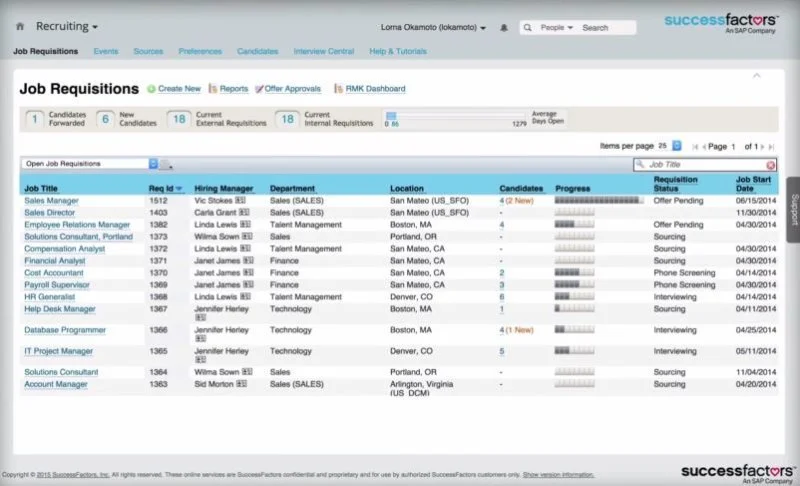 Recruiting
Lorna Okamoto (lokamoto)
People
Search
successfactors™
An SAP Company
Job Requisitions Events Sources Preferences Candidates Interview Central Help & Tutorials
Job Requisitions Create New Reports Offer Approvals RMK Dashboard
1 Candidates Forwarded 6 New Candidates 18 Current External Requisitions 18 Current Internal Requisitions 0 86 1279 Average Days Open
Items per page 25 Page 1 of 1
Open Job Requisitions Job Title
Job Title Req Id Hiring Manager Department Location Candidates Progress Requisition Status Job Start Date
Sales Manager 1512 Vic Stokes Sales (SALES) San Mateo (US_SFO) 4 (2 New) Offer Pending 06/15/2014
Sales Director 1403 Carla Grant Sales (SALES) San Mateo (US_SFO) - 11/30/2014
Employee Relations Manager 1382 Linda Lewis Talent Management Boston, MA 4 Offer Pending 04/30/2014
Solutions Consultant, Portland 1373 Wilma Sown Sales Portland, OR - Sourcing
Compensation Analyst 1372 Linda Lewis Talent Management San Mateo, CA - Sourcing 04/30/2014
Financial Analyst 1371 Janet James Finance San Mateo, CA - Sourcing 04/30/2014
Cost Accountant 1370 Janet James Finance San Mateo, CA 2 Phone Screening 04/14/2014
Payroll Supervisor 1369 Janet James Finance San Mateo, CA 3 Phone Screening 04/30/2014
HR Generalist 1368 Linda Lewis Talent Management Denver, CO 6 Interviewing 04/14/2014
Help Desk Manager 1367 Jennifer Herley Technology Boston, MA 1 Sourcing 04/11/2014
Database Programmer 1366 Jennifer Herley Technology Boston, MA 4 (1 New) Interviewing 04/25/2014
IT Project Manager 1365 Jennifer Herley Technology Denver, CO 5 Interviewing 05/11/2014
Solutions Consultant 1364 Wilma Sown Sales Portland, OR - Sourcing 11/04/2014
Account Manager 1363 Sid Morton Sales (SALES) Arlington, Virginia (US_DCM) - Sourcing 04/20/2014
Support
Copyright © 2015 SuccessFactors, Inc. All rights reserved. These online services are SuccessFactors confidential and proprietary and for use by authorized SuccessFactors customers only. Show version information.
successfactors™
An SAP Company